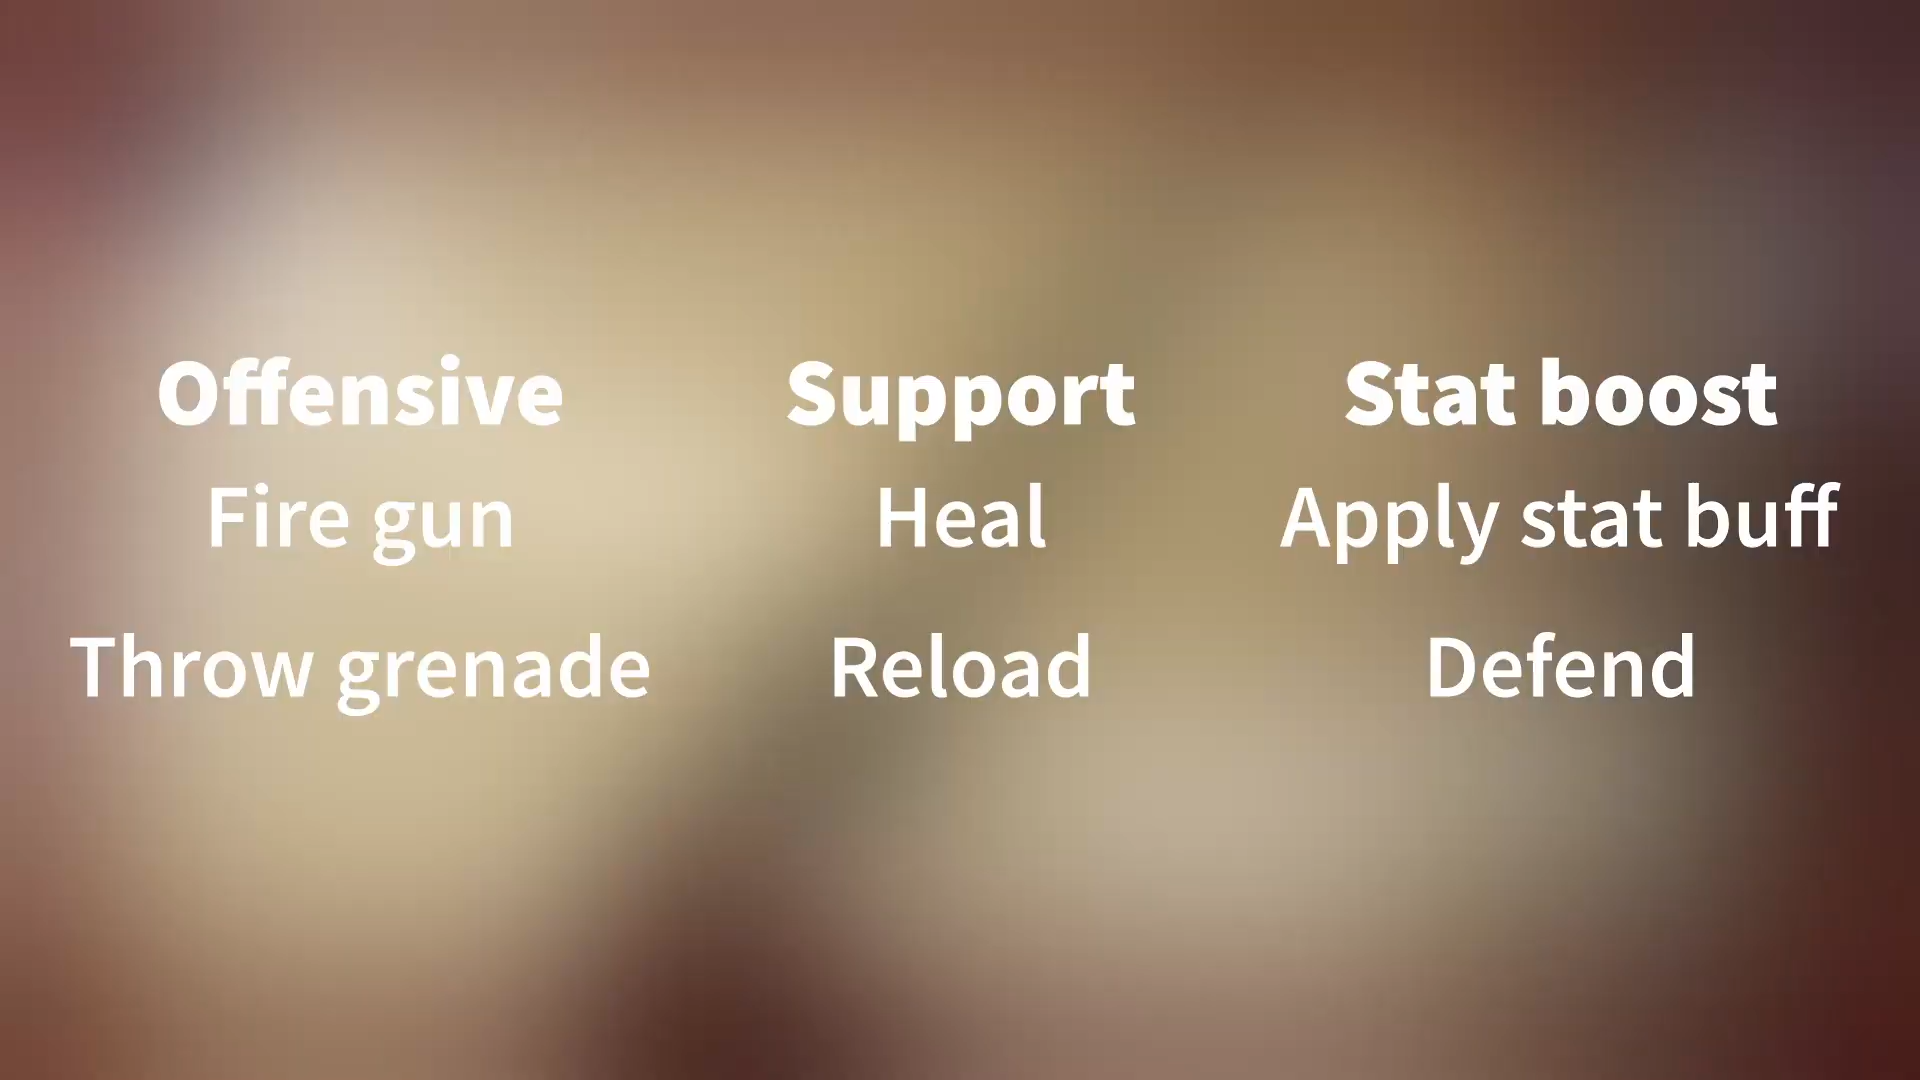 Offensive
Support
Stat boost
Fire gun
Heal
Apply stat buff
Throw grenade
Reload
Defend